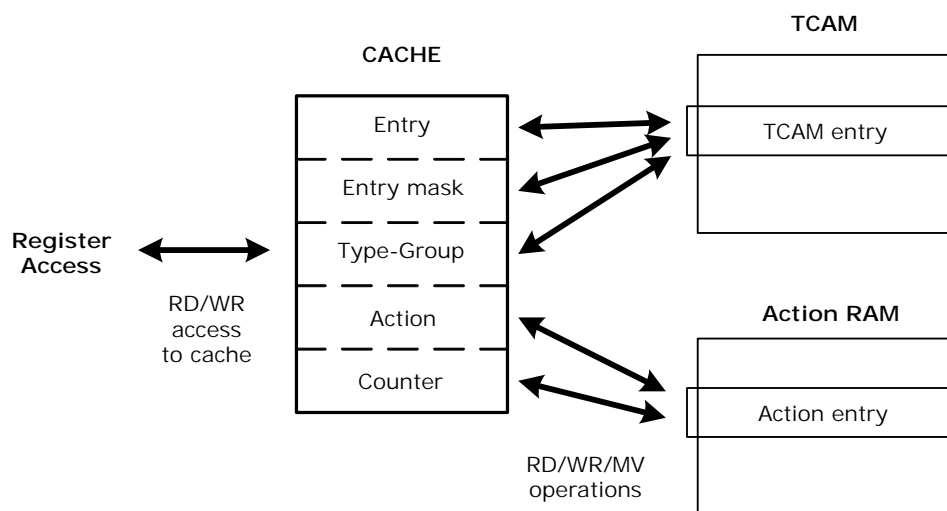 TCAM
CACHE
Entry
TCAM entry
Entry mask
Register
Access
Type-Group
RD/WR
access
to cache
Action
Action RAM
Counter
Action entry
RD/WR/MV
operations